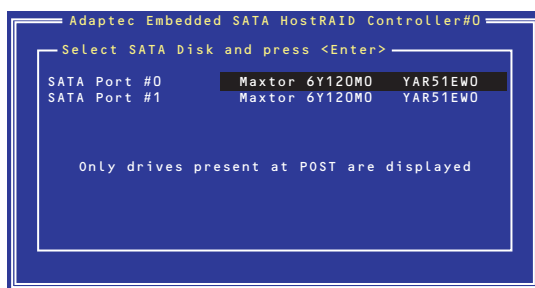 Adaptec Embedded SATA HostRAID Controller#0
Select SATA Disk and press <Enter>
SATA Port #0 Maxtor 6Y120M0 YAR51EW0
SATA Port #1 Maxtor 6Y120M0 YAR51EW0
Only drives present at POST are displayed